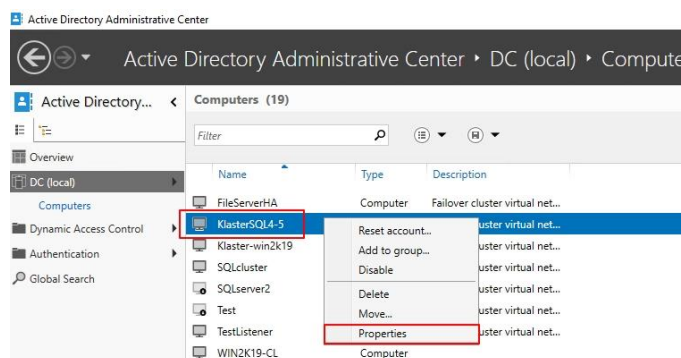 Active Directory Administrative Center
Active Directory Administrative Center • DC (local) • Compute
Active Directory...
Computers (19)
Filter
Overview
DC (local)
Computers
Dynamic Access Control
Authentication
Global Search
Name Type Description
FileServerHA Computer Failover cluster virtual net...
KlasterSQL4-5 uster virtual net...
Klaster-win2k19 uster virtual net...
SQLcluster uster virtual net...
SQLserver2 uster virtual net...
Test uster virtual net...
TestListener uster virtual net...
WIN2K19-CL Computer
Reset account...
Add to group...
Disable
Delete
Move...
Properties